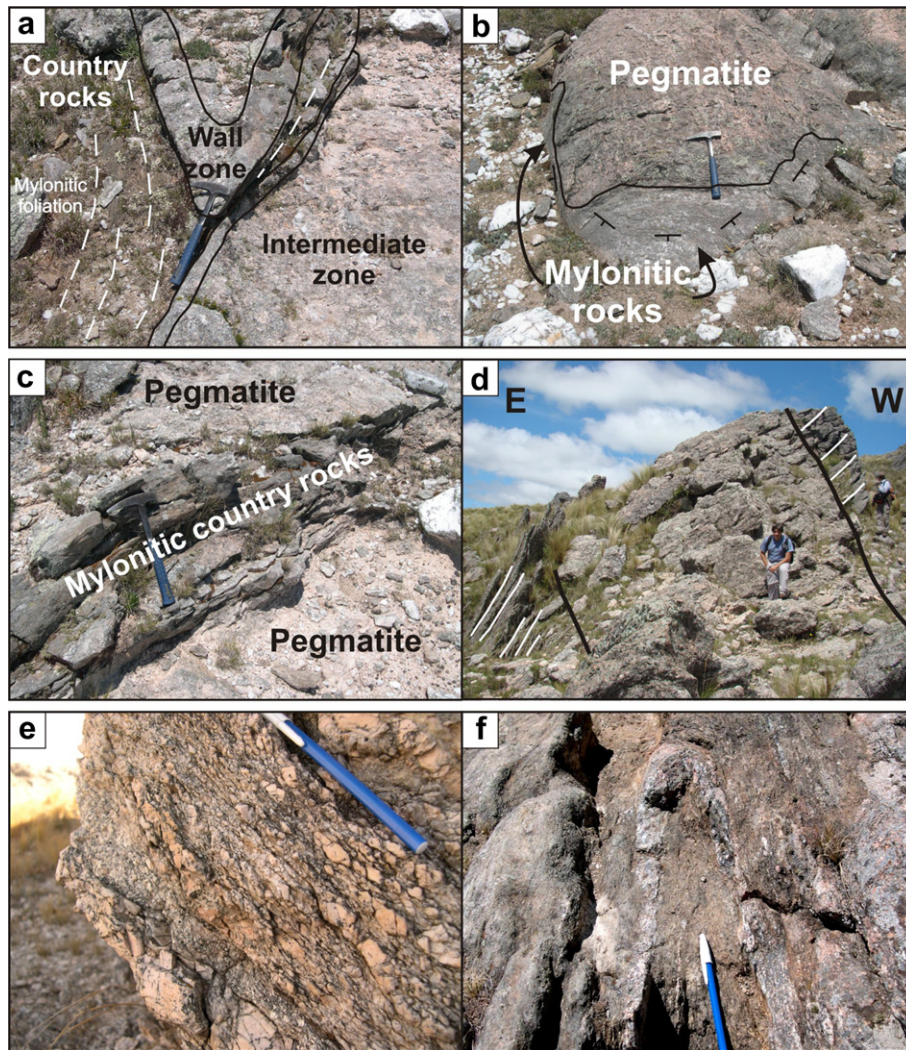 a
Country
rocks
Wall
zone
Mylonitic
foliation
Intermediate
zone
b
Pegmatite
Mylonitic
rocks
c
Pegmatite
Mylonitic country rocks
Pegmatite
d
E
W
e
f